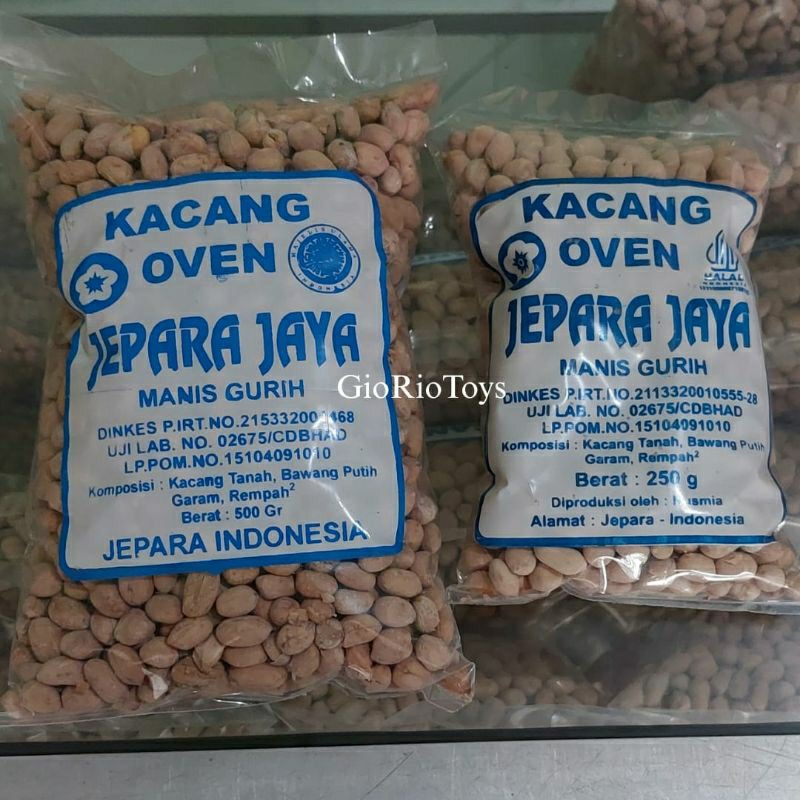 KACANG
OVEN
JEPARA JAYA
MANIS GURIH
DINKES P.IRT.NO.
UJI LAB. NO. 02675/CDBHAD
LP.POM.NO.15104091010
Komposisi : Kacang Tanah, Bawang Putih
Garam, Rempah²
Berat : 500 Gr
JEPARA INDONESIA
KACANG
OVEN
HALAL
INDONESIA
JEPARA JAYA
MANIS GURIH
DINKES P.IRT.NO.2113320010555-28
UJI LAB. NO. 02675/CDBHAD
LP.POM.NO.15104091010
Komposisi : Kacang Tanah, Bawang Putih
Garam, Rempah²
Berat : 250 g
Diproduksi oleh :
Alamat : Jepara - Indonesia
GioRioToys